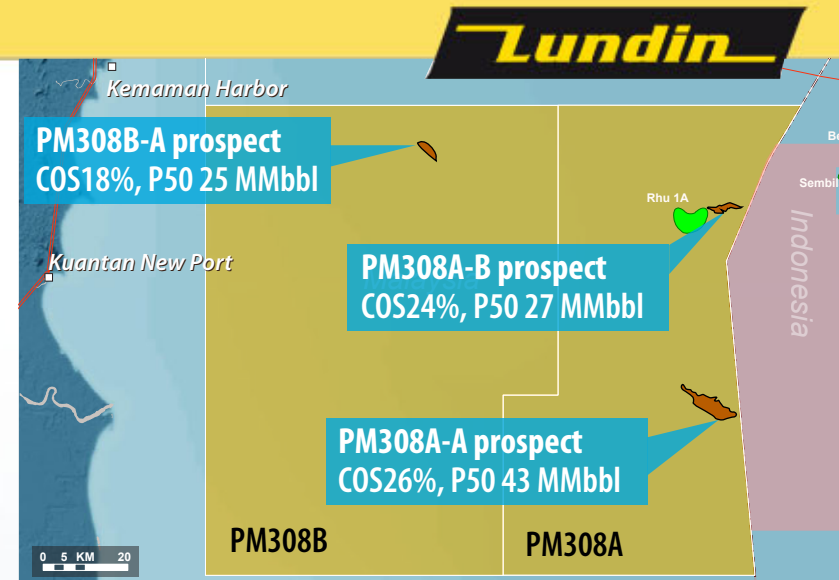 Lundin
Kemaman Harbor
PM308B-A prospect
COS18%, P50 25 MMbbl
Rhu 1A
Kuantan New Port
PM308A-B prospect
COS24%, P50 27 MMbbl
Malaysia
Indonesia
PM308A-A prospect
COS26%, P50 43 MMbbl
PM308B
PM308A
0 5 KM 20